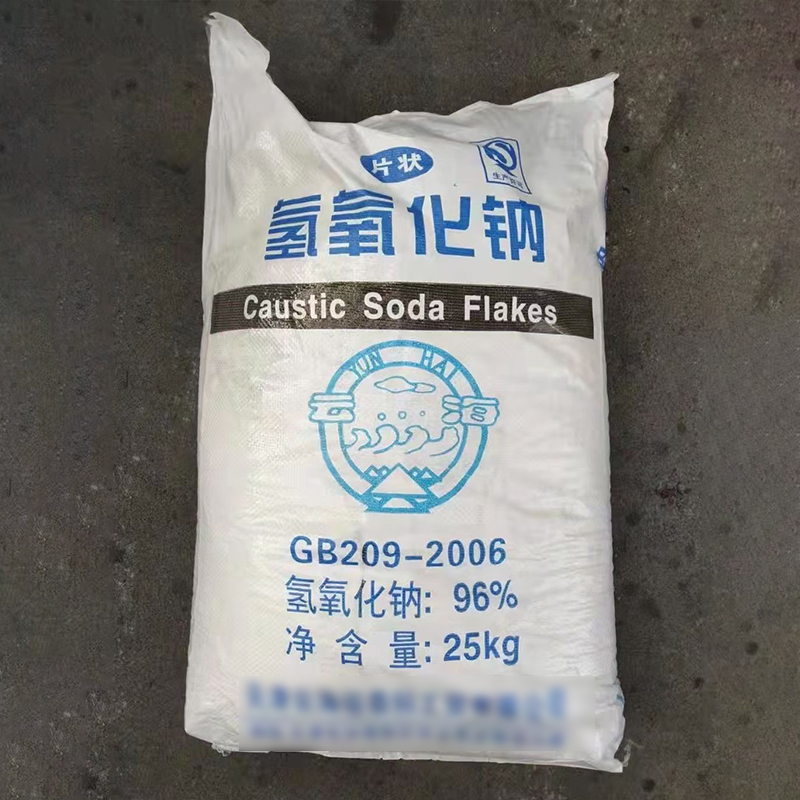 片状
生产许可
氢氧化钠
Caustic Soda Flakes
YUN HAI
云海
GB209-2006
氢氧化钠: 96%
净含量: 25kg